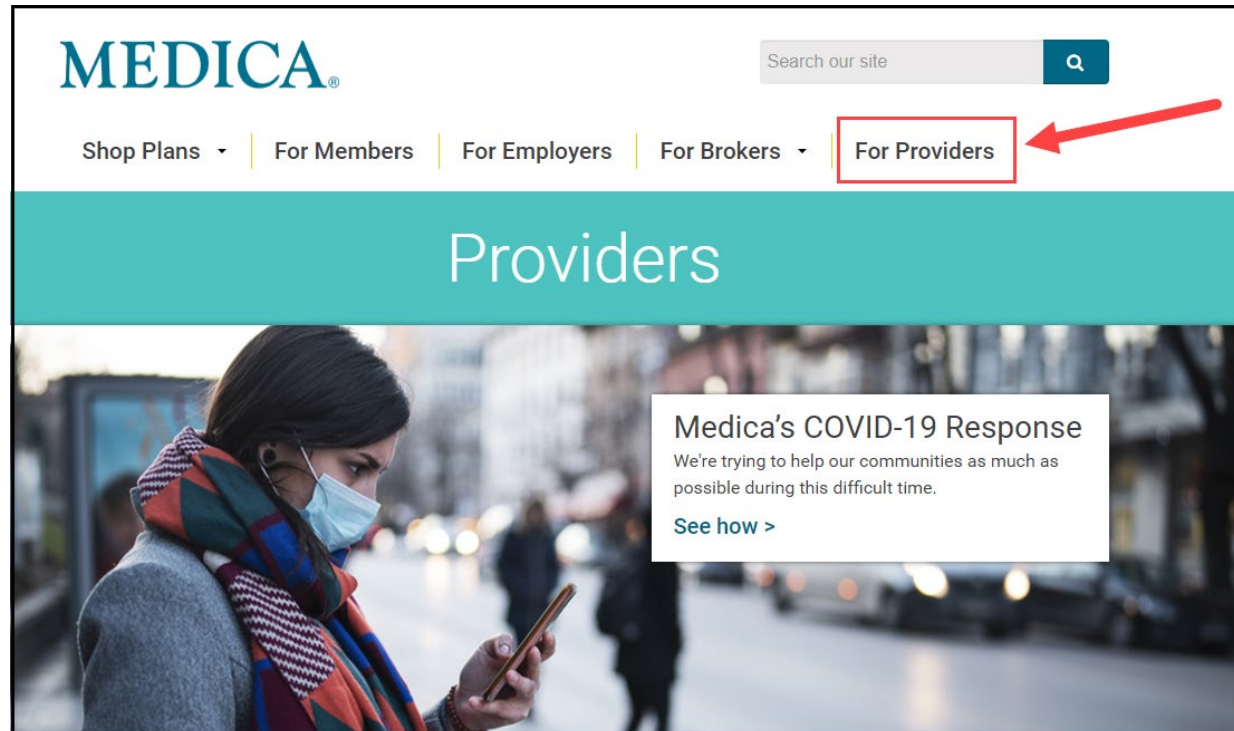 MEDICA®
Search our site
Shop Plans For Members For Employers For Brokers For Providers
Providers
Medica's COVID-19 Response
We're trying to help our communities as much as
possible during this difficult time.
See how >